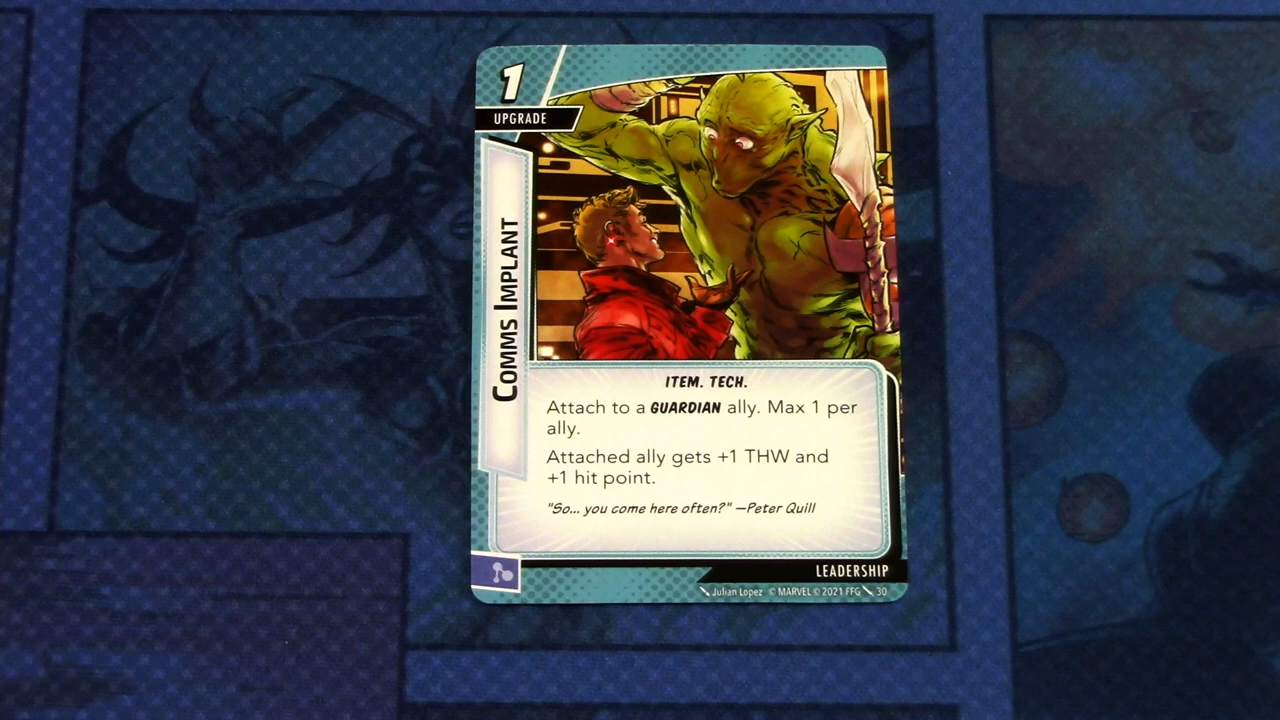 1
UPGRADE
COMMS IMPLANT
ITEM. TECH.
Attach to a GUARDIAN ally. Max 1 per
ally.
Attached ally gets +1 THW and
+1 hit point.
"So... you come here often?" —Peter Quill
LEADERSHIP
Julian Lopez © MARVEL © 2021 FFG 30